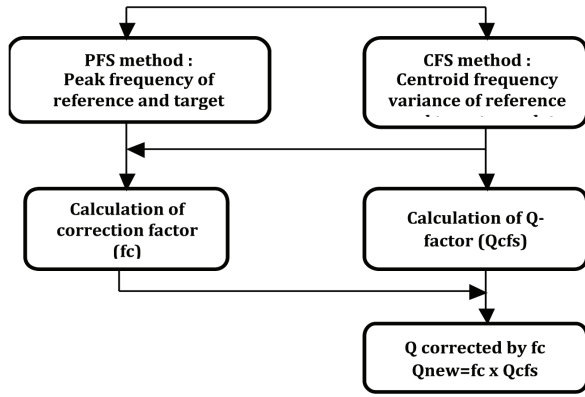 PFS method :
Peak frequency of
reference and target
CFS method :
Centroid frequency
variance of reference
Calculation of
correction factor
(fc)
Calculation of Q-
factor (Qcfs)
Q corrected by fc
Qnew=fc x Qcfs